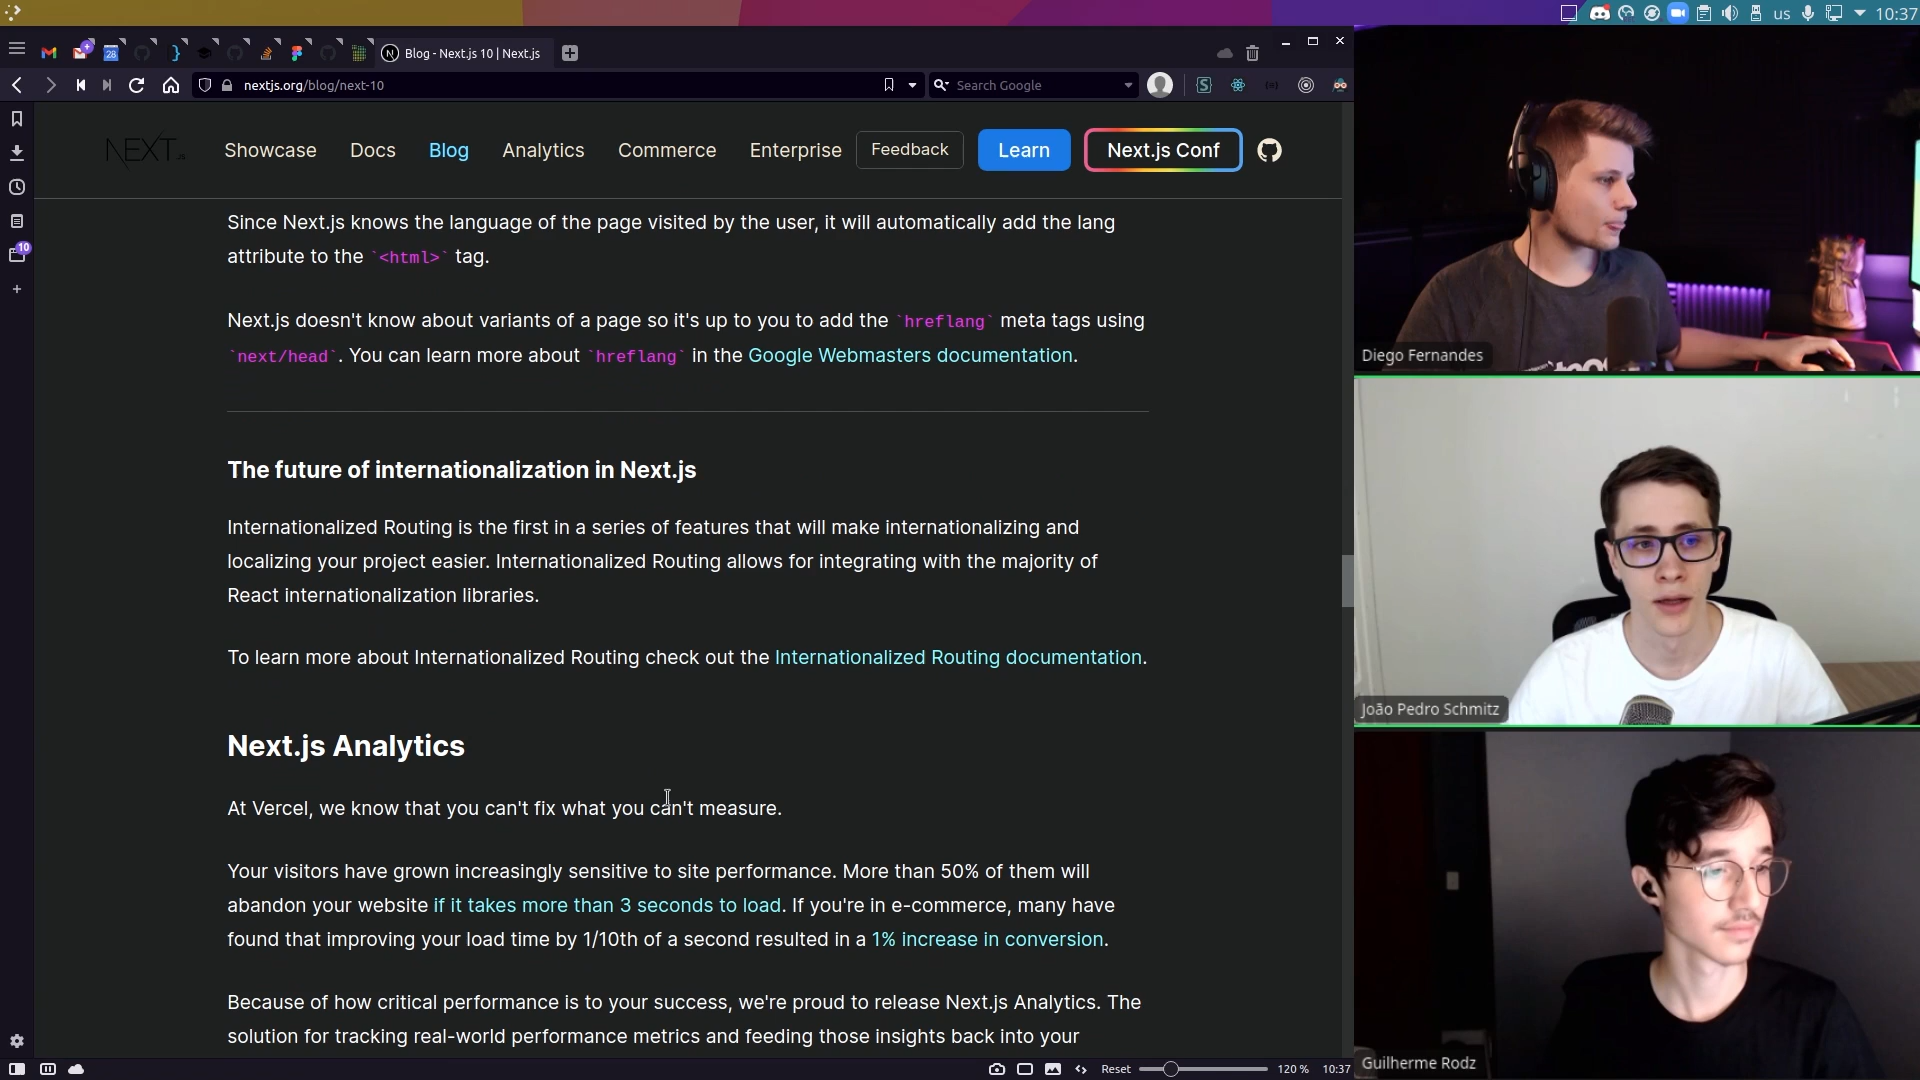 us
10:37
28
Blog - Next.js 10 | Next.js
nextjs.org/blog/next-10
Search Google
10
NEXT.JS
Showcase
Docs
Blog
Analytics
Commerce
Enterprise
Feedback
Learn
Next.js Conf
Since Next.js knows the language of the page visited by the user, it will automatically add the lang
attribute to the `<html>` tag.
Next.js doesn't know about variants of a page so it's up to you to add the `hreflang` meta tags using
`next/head`. You can learn more about `hreflang` in the Google Webmasters documentation.
The future of internationalization in Next.js
Internationalized Routing is the first in a series of features that will make internationalizing and
localizing your project easier. Internationalized Routing allows for integrating with the majority of
React internationalization libraries.
To learn more about Internationalized Routing check out the Internationalized Routing documentation.
Next.js Analytics
At Vercel, we know that you can't fix what you can't measure.
Your visitors have grown increasingly sensitive to site performance. More than 50% of them will
abandon your website if it takes more than 3 seconds to load. If you're in e-commerce, many have
found that improving your load time by 1/10th of a second resulted in a 1% increase in conversion.
Because of how critical performance is to your success, we're proud to release Next.js Analytics. The
solution for tracking real-world performance metrics and feeding those insights back into your
Reset
120 %
10:37
Diego Fernandes
João Pedro Schmitz
Guilherme Rodz